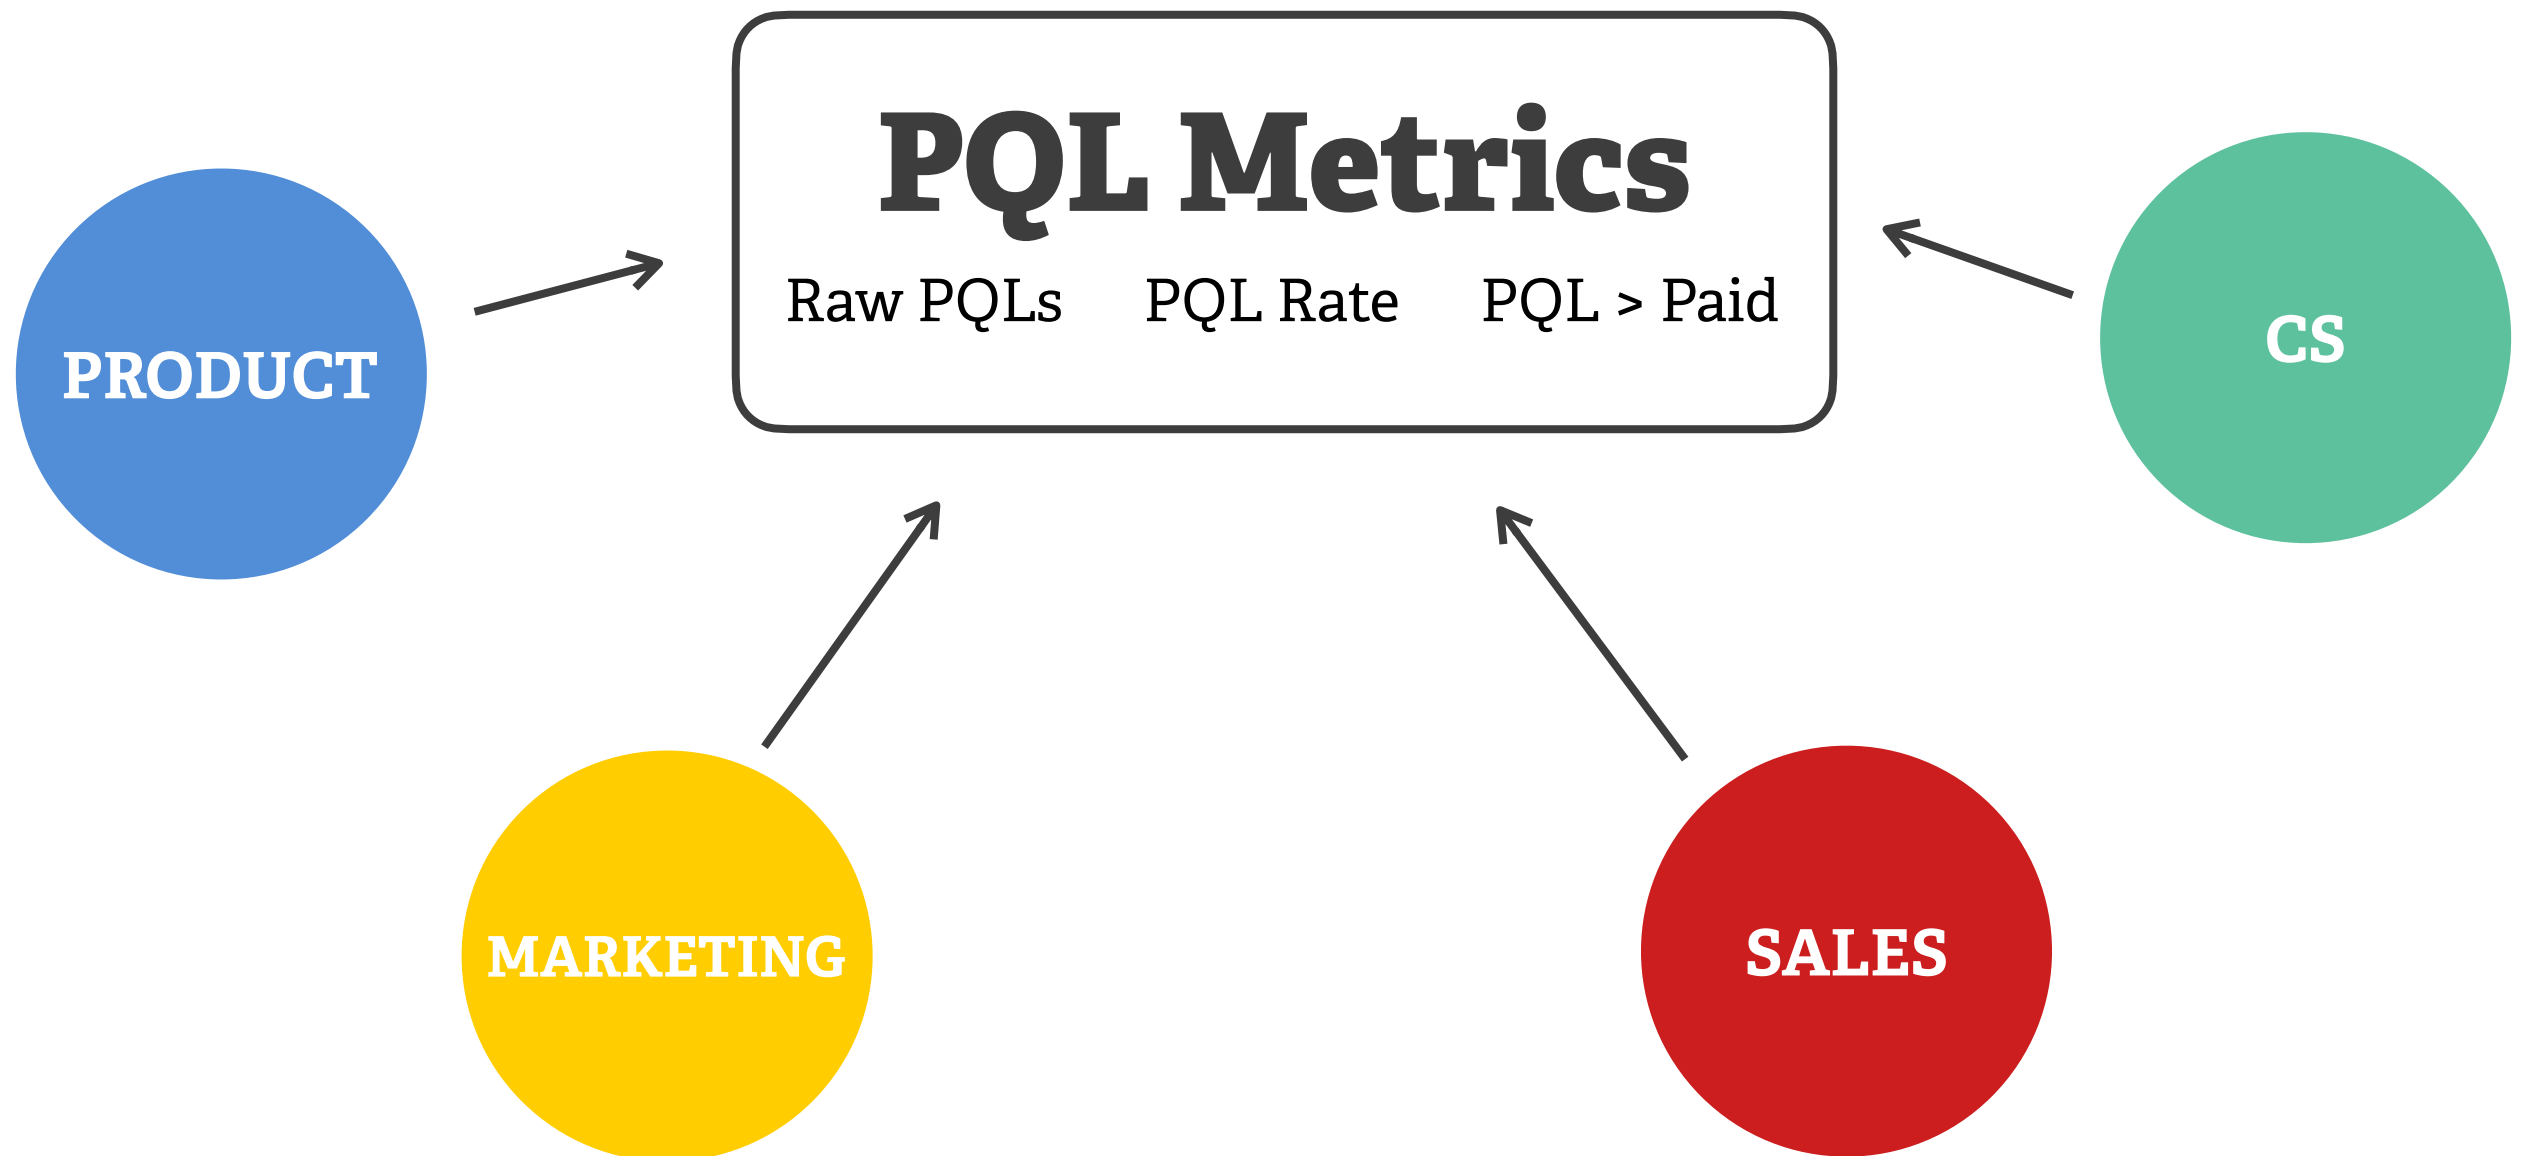 PQL Metrics
Raw PQLs PQL Rate PQL > Paid
PRODUCT
CS
MARKETING
SALES